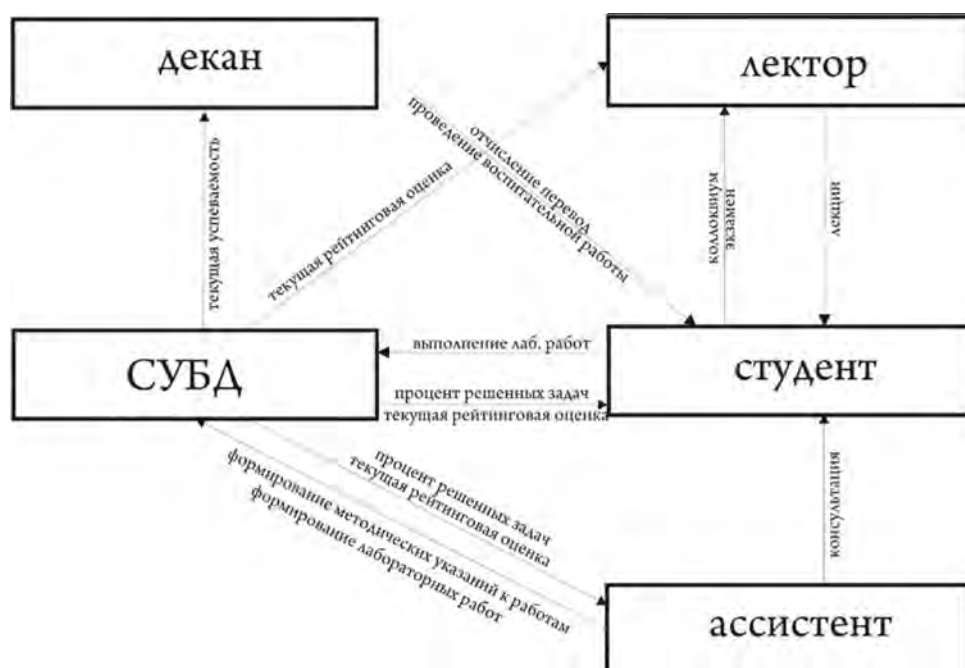 декан
лектор
отчисление перевод
проведение воспитательной работы
текущая успеваемость
текущая рейтинговая оценка
коллоквиум
экзамен
лекции
СУБД
выполнение лаб. работ
студент
процент решенных задач
текущая рейтинговая оценка
процент решенных задач
текущая рейтинговая оценка
формирование методических указаний к работам
формирование лабораторных работ
консультация
ассистент